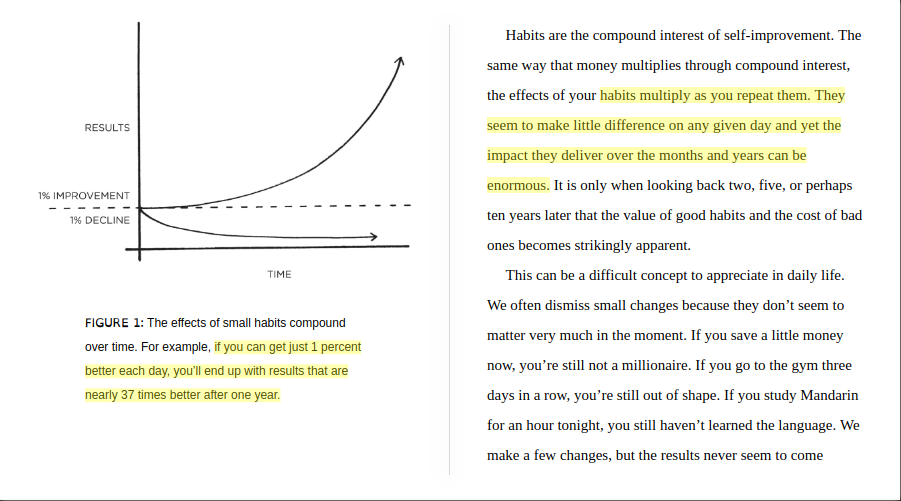 RESULTS
1% IMPROVEMENT
1% DECLINE
TIME
FIGURE 1: The effects of small habits compound
over time. For example, if you can get just 1 percent
better each day, you'll end up with results that are
nearly 37 times better after one year.
Habits are the compound interest of self-improvement. The
same way that money multiplies through compound interest,
the effects of your habits multiply as you repeat them. They
seem to make little difference on any given day and yet the
impact they deliver over the months and years can be
enormous. It is only when looking back two, five, or perhaps
ten years later that the value of good habits and the cost of bad
ones becomes strikingly apparent.
This can be a difficult concept to appreciate in daily life.
We often dismiss small changes because they don’t seem to
matter very much in the moment. If you save a little money
now, you’re still not a millionaire. If you go to the gym three
days in a row, you’re still out of shape. If you study Mandarin
for an hour tonight, you still haven’t learned the language. We
make a few changes, but the results never seem to come